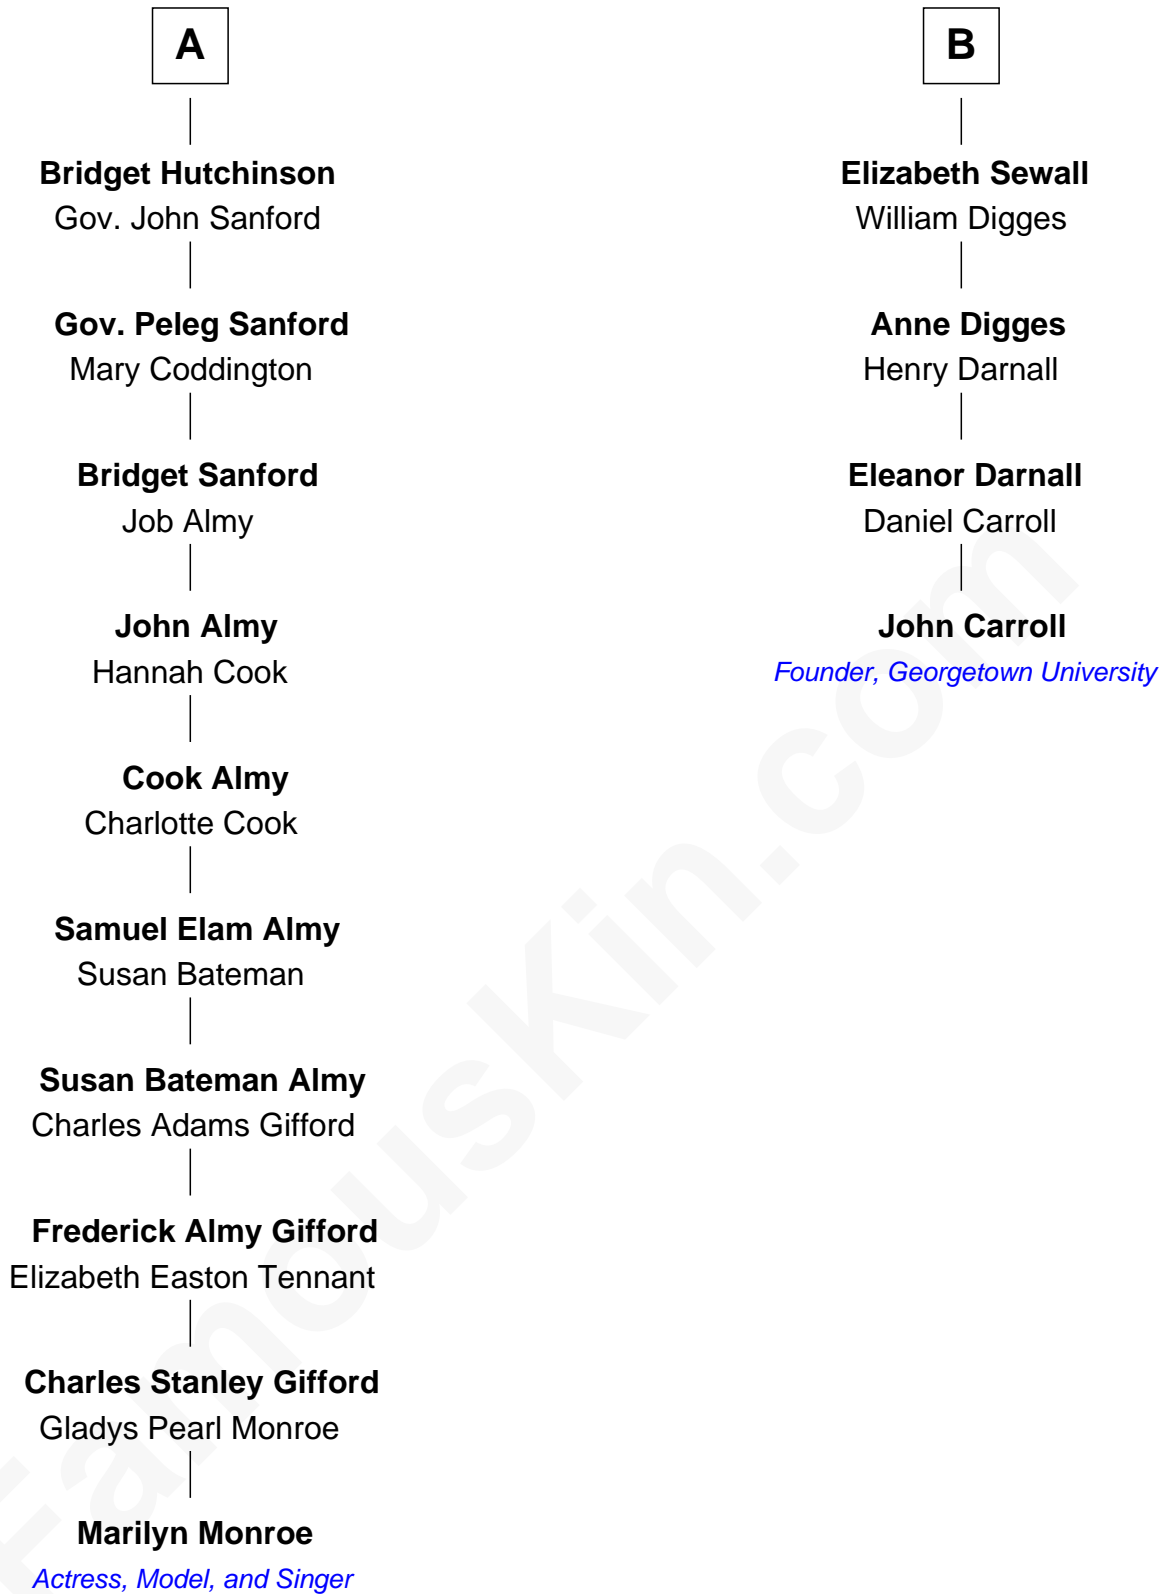 A
Bridget Hutchinson
Gov. John Sanford
Gov. Peleg Sanford
Mary Coddington
Bridget Sanford
Job Almy
John Almy
Hannah Cook
Cook Almy
Charlotte Cook
Samuel Elam Almy
Susan Bateman
Susan Bateman Almy
Charles Adams Gifford
Frederick Almy Gifford
Elizabeth Easton Tennant
Charles Stanley Gifford
Gladys Pearl Monroe
Marilyn Monroe
Actress, Model, and Singer
B
Elizabeth Sewall
William Digges
Anne Digges
Henry Darnall
Eleanor Darnall
Daniel Carroll
John Carroll
Founder, Georgetown University
FamousKin.com